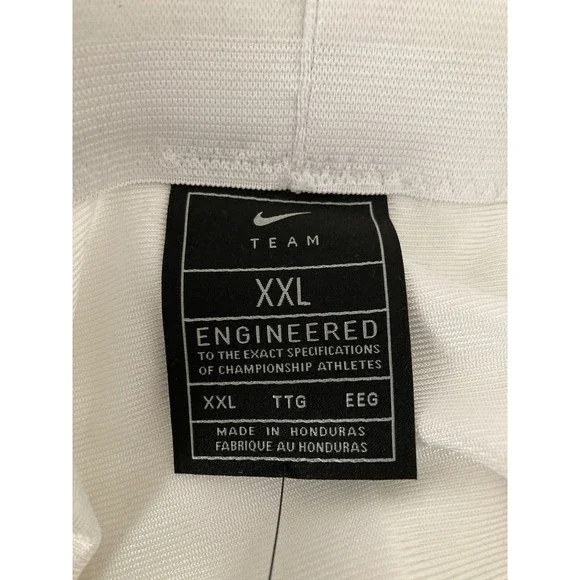 TEAM
XXL
ENGINEERED
TO THE EXACT SPECIFICATIONS
OF CHAMPIONSHIP ATHLETES
XXL TTG EEG
MADE IN HONDURAS
FABRIQUE AU HONDURAS